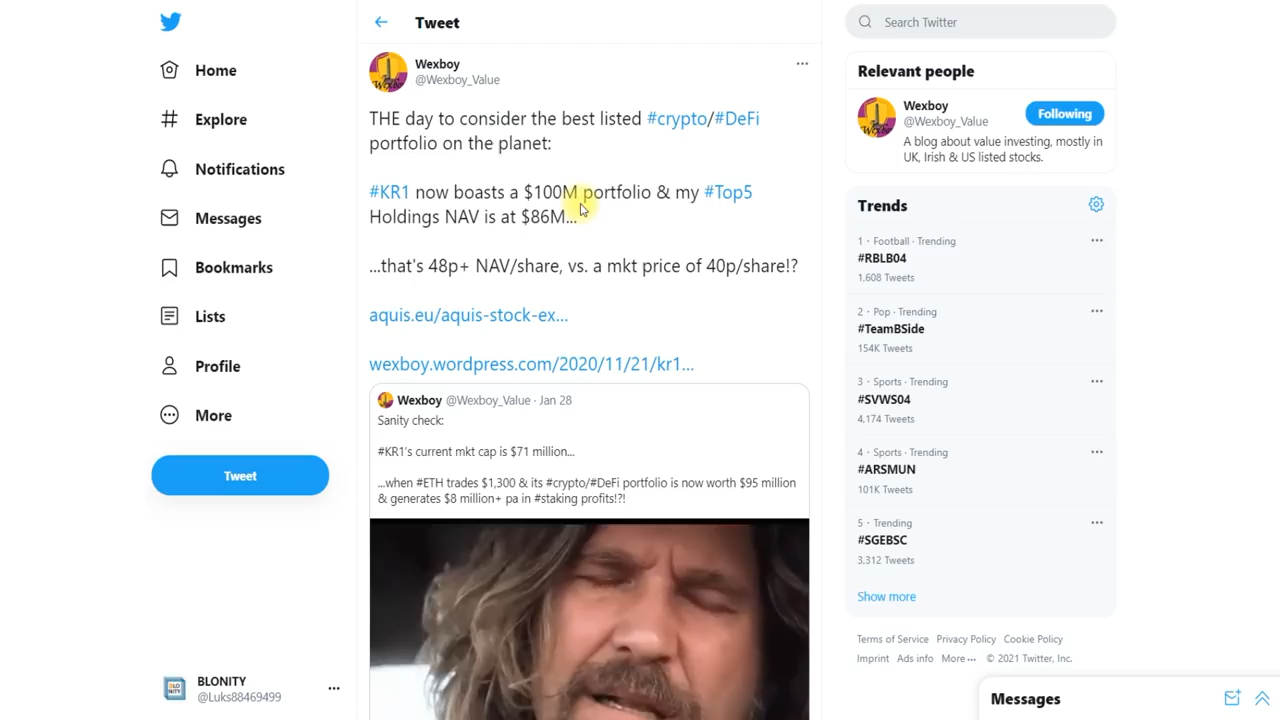 Home
Explore
Notifications
Messages
Bookmarks
Lists
Profile
More
Tweet
BLONITY
@Luks88469499
Tweet
Wexboy
@Wexboy_Value
THE day to consider the best listed #crypto/#DeFi
portfolio on the planet:
#KR1 now boasts a $100M portfolio & my #Top5
Holdings NAV is at $86M...
...that's 48p+ NAV/share, vs. a mkt price of 40p/share!?
aquis.eu/aquis-stock-ex...
wexboy.wordpress.com/2020/11/21/kr1...
Wexboy @Wexboy_Value · Jan 28
Sanity check:
#KR1's current mkt cap is $71 million...
...when #ETH trades $1,300 & its #crypto/#DeFi portfolio is now worth $95 million
& generates $8 million+ pa in #staking profits!?!
Search Twitter
Relevant people
Wexboy
@Wexboy_Value
Following
A blog about value investing, mostly in
UK, Irish & US listed stocks.
Trends
1 · Football · Trending
#RBLB04
1,608 Tweets
2 · Pop · Trending
#TeamBSide
154K Tweets
3 · Sports · Trending
#SVWS04
4,174 Tweets
4 · Sports · Trending
#ARSMUN
101K Tweets
5 · Trending
#SGEBSC
3,312 Tweets
Show more
Terms of Service Privacy Policy Cookie Policy
Imprint Ads info More ··· © 2021 Twitter, Inc.
Messages